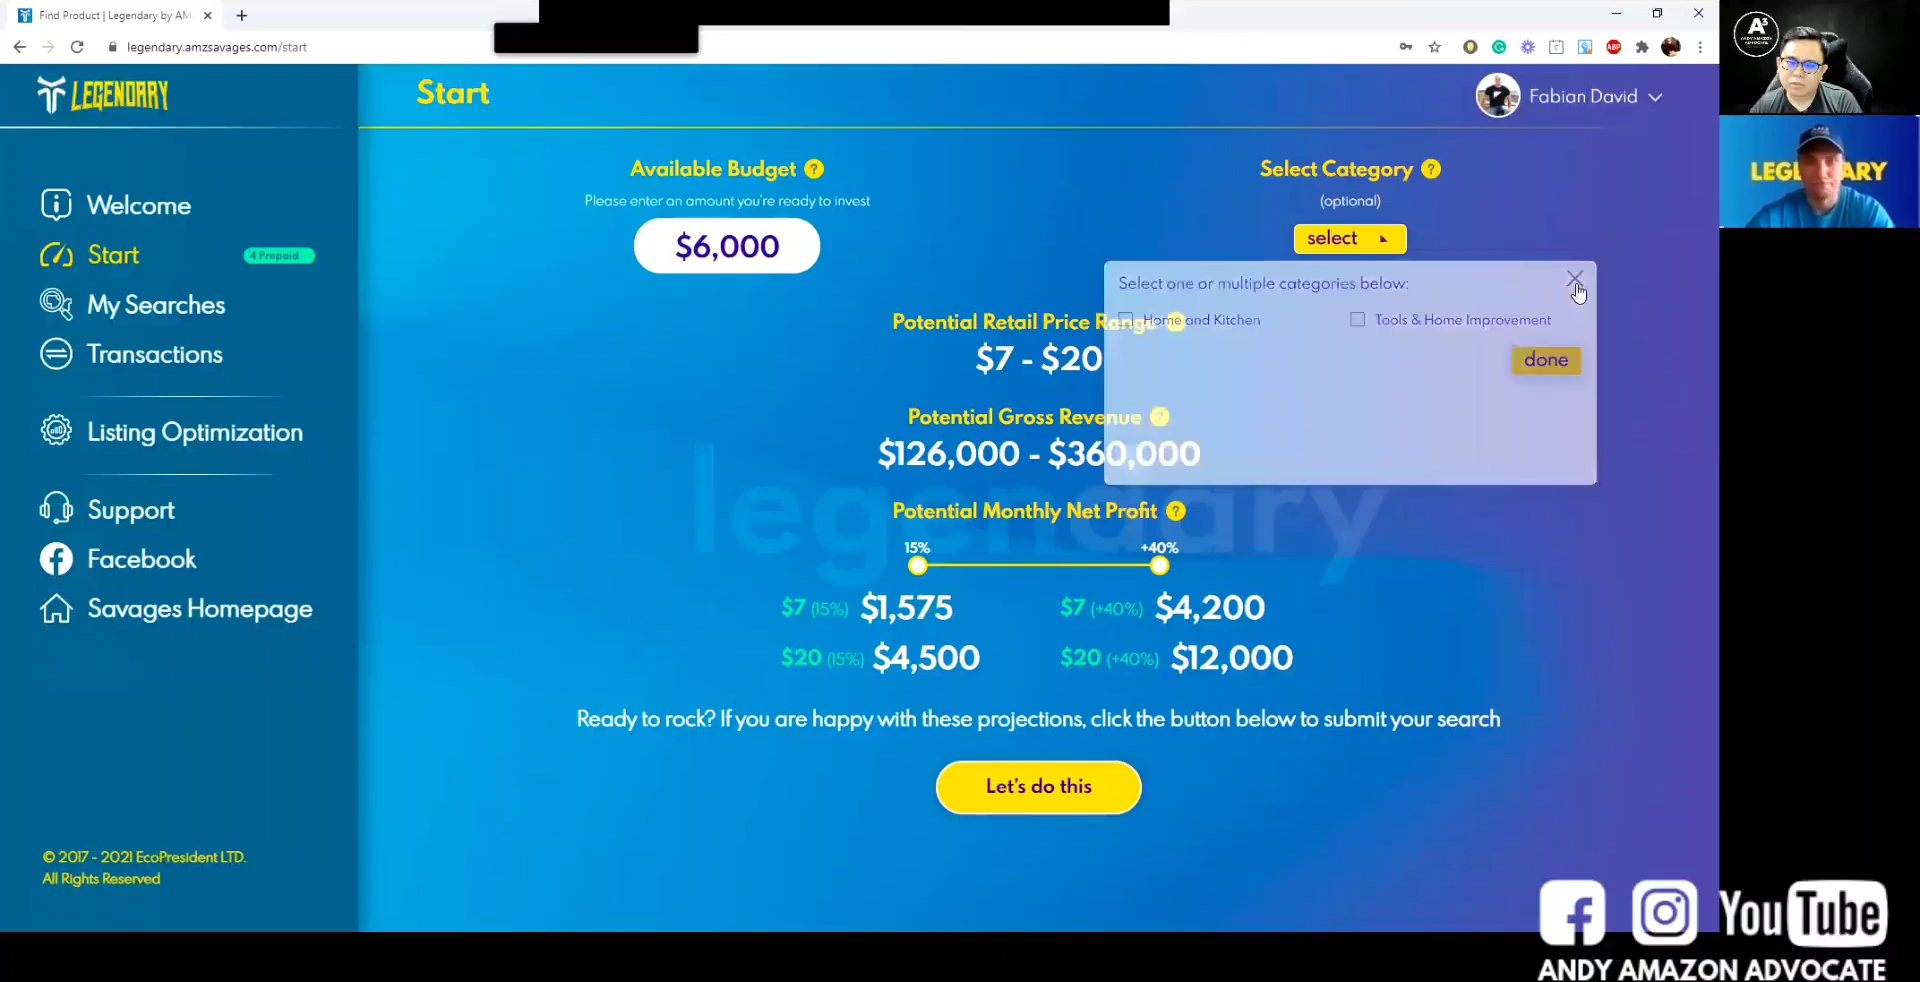 Find Product | Legendary by AM
legendary.amzsavages.com/start
LEGENDARY
Start
Fabian David
Welcome
Start
4 Prepaid
My Searches
Transactions
Listing Optimization
Support
Facebook
Savages Homepage
© 2017 - 2021 EcoPresident LTD.
All Rights Reserved
Available Budget ?
Please enter an amount you're ready to invest
$6,000
Select Category ?
(optional)
select
Select one or multiple categories below:
Home and Kitchen
Tools & Home Improvement
done
Potential Retail Price Range
$7 - $20
Potential Gross Revenue ?
$126,000 - $360,000
legendary
Potential Monthly Net Profit ?
15% +40%
$7 (15%) $1,575 $7 (+40%) $4,200
$20 (15%) $4,500 $20 (+40%) $12,000
Ready to rock? If you are happy with these projections, click the button below to submit your search
Let's do this
A3
ANDY AMAZON
ADVOCATE
ABP
YouTube
ANDY AMAZON ADVOCATE